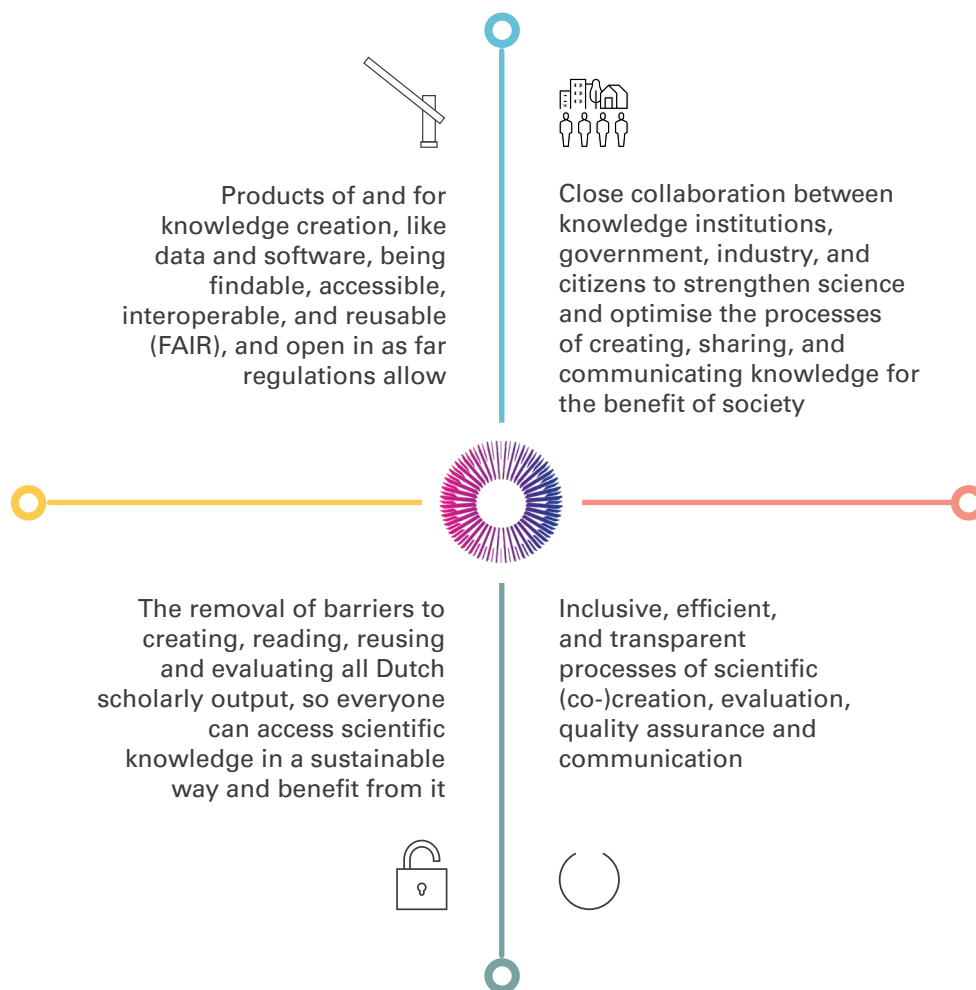 Products of and for
knowledge creation, like
data and software, being
findable, accessible,
interoperable, and reusable
(FAIR), and open in as far
regulations allow
Close collaboration between
knowledge institutions,
government, industry, and
citizens to strengthen science
and optimise the processes
of creating, sharing, and
communicating knowledge for
the benefit of society
The removal of barriers to
creating, reading, reusing
and evaluating all Dutch
scholarly output, so everyone
can access scientific
knowledge in a sustainable
way and benefit from it
Inclusive, efficient,
and transparent
processes of scientific
(co-)creation, evaluation,
quality assurance and
communication